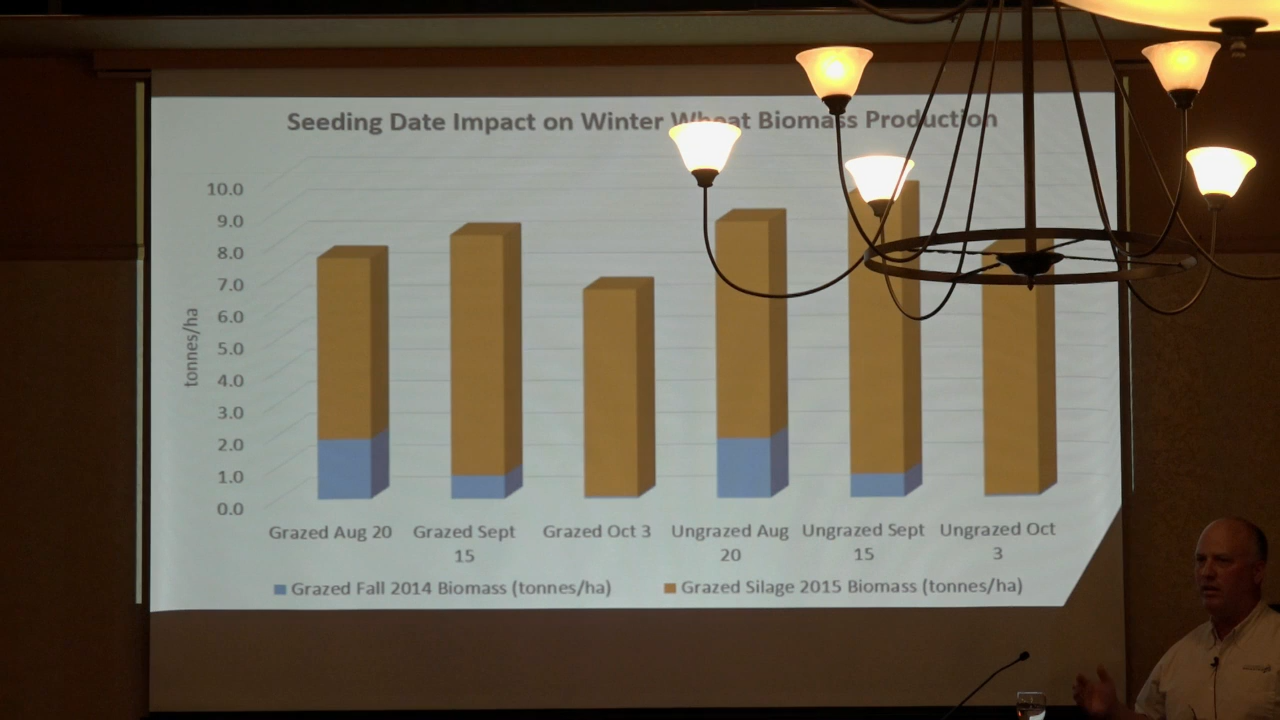 Seeding Date Impact on Winter Wheat Biomass Production
10.0
9.0
8.0
7.0
6.0
5.0
4.0
3.0
2.0
1.0
0.0
tonnes/ha
Grazed Aug 20
Grazed Sept
15
Grazed Oct 3
Ungrazed Aug
20
Ungrazed Sept
15
Ungrazed Oct
3
Grazed Fall 2014 Biomass (tonnes/ha)
Grazed Silage 2015 Biomass (tonnes/ha)